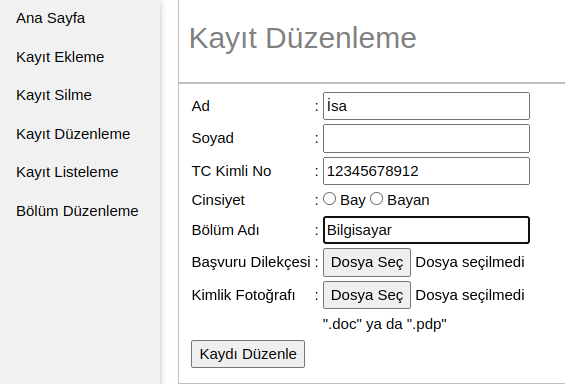 Ana Sayfa
Kayıt Ekleme
Kayıt Silme
Kayıt Düzenleme
Kayıt Listeleme
Bölüm Düzenleme
Kayıt Düzenleme
Ad : İsa
Soyad :
TC Kimli No : 12345678912
Cinsiyet : Bay Bayan
Bölüm Adı : Bilgisayar
Başvuru Dilekçesi : Dosya Seç Dosya seçilmedi
Kimlik Fotoğrafı : Dosya Seç Dosya seçilmedi
".doc" ya da ".pdp"
Kaydı Düzenle